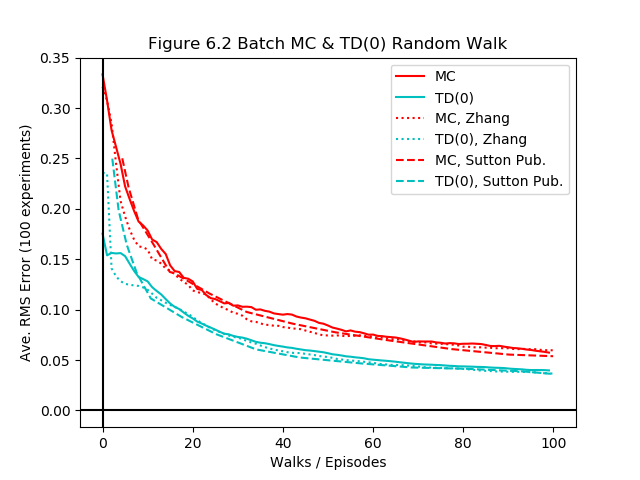 Figure 6.2 Batch MC & TD(0) Random Walk
Ave. RMS Error (100 experiments)
0.35
0.30
0.25
0.20
0.15
0.10
0.05
0.00
MC
TD(0)
MC, Zhang
TD(0), Zhang
MC, Sutton Pub.
TD(0), Sutton Pub.
0 20 40 60 80 100
Walks / Episodes